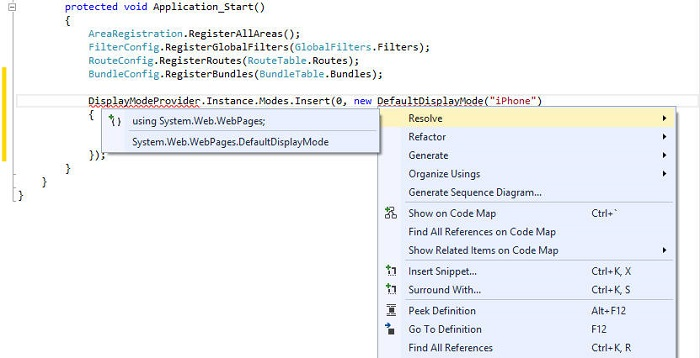 protected void Application_Start()
{
AreaRegistration.RegisterAllAreas();
FilterConfig.RegisterGlobalFilters(GlobalFilters.Filters);
RouteConfig.RegisterRoutes(RouteTable.Routes);
BundleConfig.RegisterBundles(BundleTable.Bundles);
DisplayModeProvider.Instance.Modes.Insert(0, new DefaultDisplayMode("iPhone")
{
});
}
}
}
{} using System.Web.WebPages;
System.Web.WebPages.DefaultDisplayMode
Resolve
Refactor
Generate
Organize Usings
Generate Sequence Diagram...
Show on Code Map Ctrl+`
Find All References on Code Map
Show Related Items on Code Map
Insert Snippet... Ctrl+K, X
Surround With... Ctrl+K, S
Peek Definition Alt+F12
Go To Definition F12
Find All References Ctrl+K, R